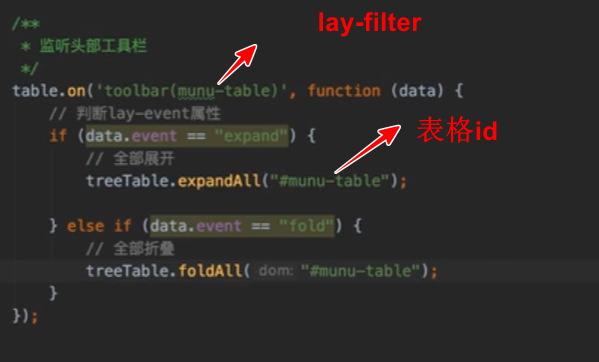 /**
lay-filter
* 监听头部工具栏
*/
table.on('toolbar(munu-table)', function (data) {
// 判断lay-event属性
if (data.event == "expand") {
表格id
// 全部展开
treeTable.expandAll("#munu-table");
} else if (data.event == "fold") {
// 全部折叠
treeTable.foldAll( dom: "#munu-table");
}
});